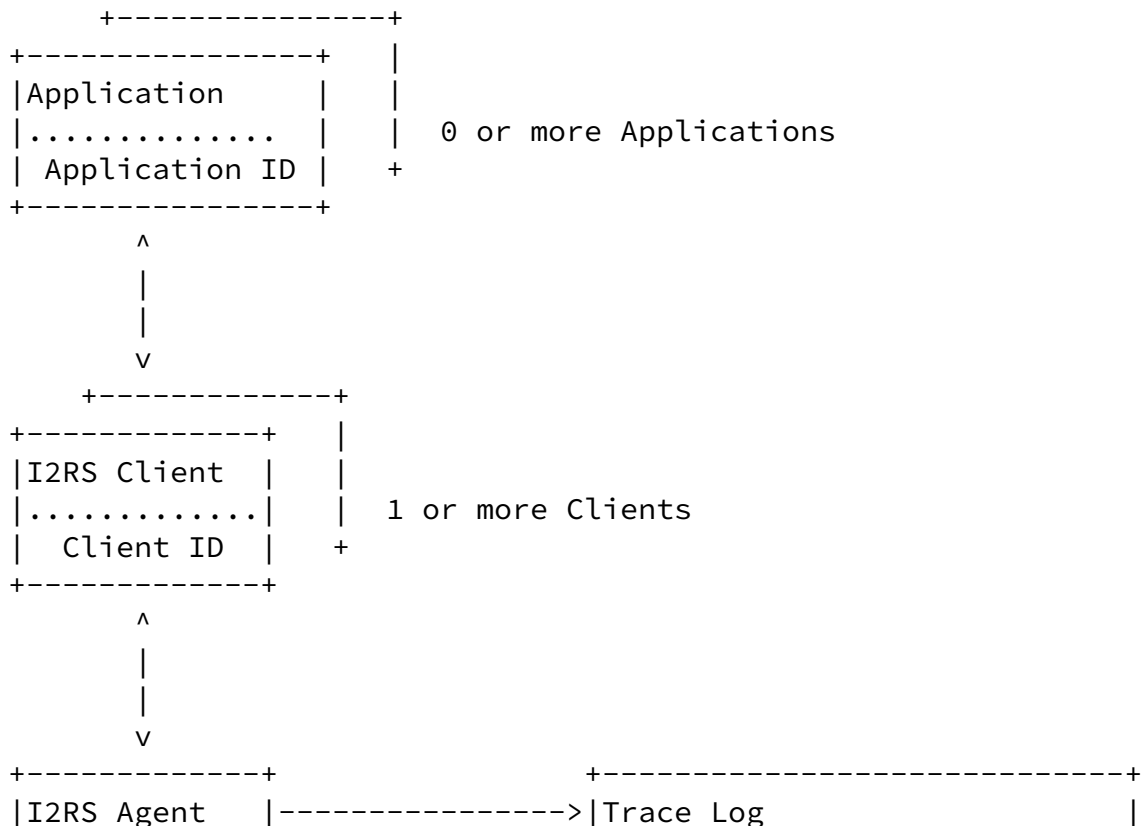 +---------------+
+----------------+ |
|Application | |
|.............. | | 0 or more Applications
| Application ID | +
+----------------+
^
|
|
v
+-------------+
+-------------+ |
|I2RS Client | |
|.............| | 1 or more Clients
| Client ID | +
+-------------+
^
|
|
v
+-------------+ +-----------------------------+
|I2RS Agent |---------------->|Trace Log |